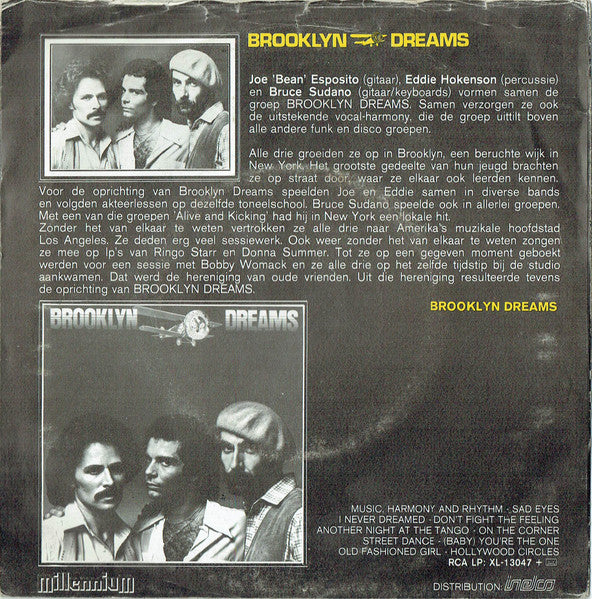 BROOKLYN DREAMS
Joe 'Bean' Esposito (gitaar), Eddie Hokenson (percussie)
en Bruce Sudano (gitaar/keyboards) vormen samen de
groep BROOKLYN DREAMS. Samen verzorgen ze ook
de uitstekende vocal-harmony, die de groep uittilt boven
alle andere funk en disco groepen.
Alle drie groeiden ze op in Brooklyn, een beruchte wijk in
New York. Het grootste gedeelte van hun jeugd brachten
ze op straat door, waar ze elkaar ook leerden kennen.
Voor de oprichting van Brooklyn Dreams speelden Joe en Eddie samen in diverse bands
en volgden akteerlessen op dezelfde toneelschool. Bruce Sudano speelde ook in allerlei groepen.
Met een van die groepen 'Alive and Kicking' had hij in New York een lokale hit.
Zonder het van elkaar te weten vertrokken ze alle drie naar Amerika's muzikale hoofdstad
Los Angeles. Ze deden erg veel sessiewerk. Ook weer zonder het van elkaar te weten zongen
ze mee op lp's van Ringo Starr en Donna Summer. Tot ze op een gegeven moment geboekt
werden voor een sessie met Bobby Womack en ze alle drie op het zelfde tijdstip bij de studio
aankwamen. Dat werd de hereniging van oude vrienden. Uit die hereniging resulteerde tevens
de oprichting van BROOKLYN DREAMS.
BROOKLYN DREAMS
BROOKLYN DREAMS
MUSIC, HARMONY AND RHYTHM - SAD EYES
I NEVER DREAMED - DON'T FIGHT THE FEELING
ANOTHER NIGHT AT THE TANGO - ON THE CORNER
STREET DANCE - (BABY) YOU'RE THE ONE
OLD FASHIONED GIRL - HOLLYWOOD CIRCLES
RCA LP: XL-13047 +
millennium
DISTRIBUTION: inelco